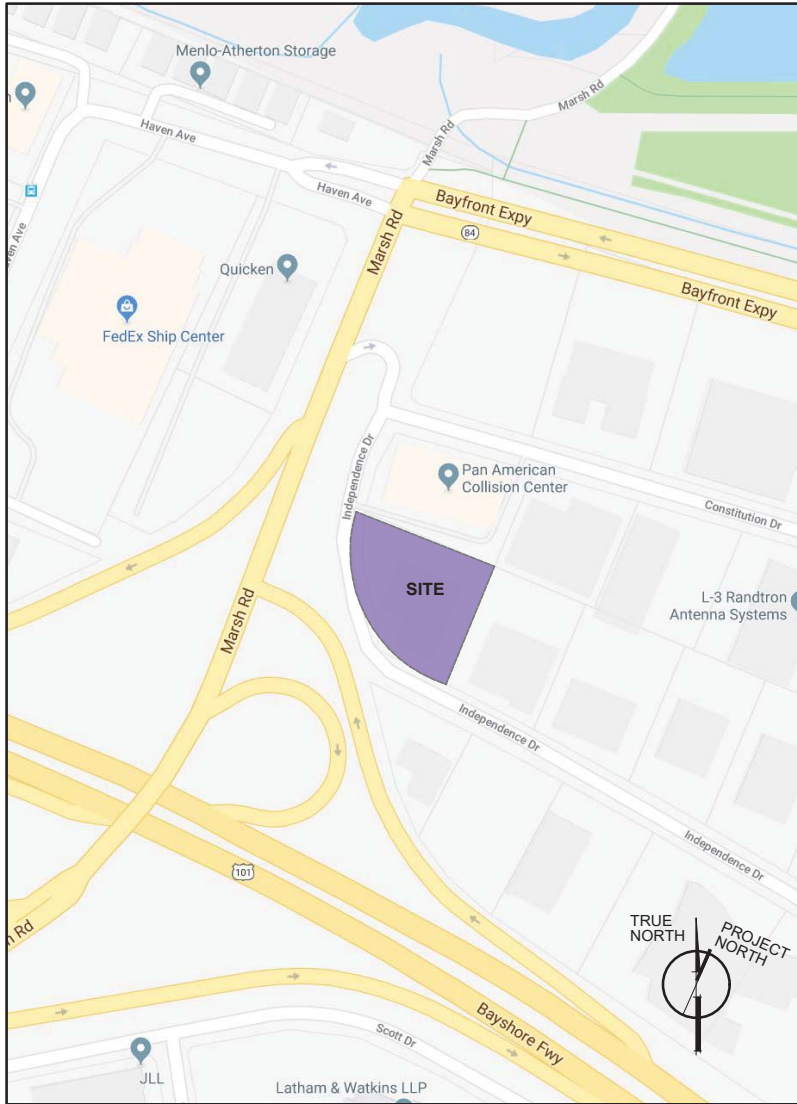 Menlo-Atherton Storage
Marsh Rd
Haven Ave
Marsh Rd
Haven Ave
Bayfront Expy
84
Marsh Rd
Quicken
Bayfront Expy
FedEx Ship Center
Independence Dr
Pan American
Collision Center
Constitution Dr
SITE
L-3 Randtron
Antenna Systems
Marsh Rd
Independence Dr
Independence Dr
101
TRUE
NORTH
PROJECT
NORTH
Rd
Bayshore Fwy
Scott Dr
JLL
Latham & Watkins LLP
Ave